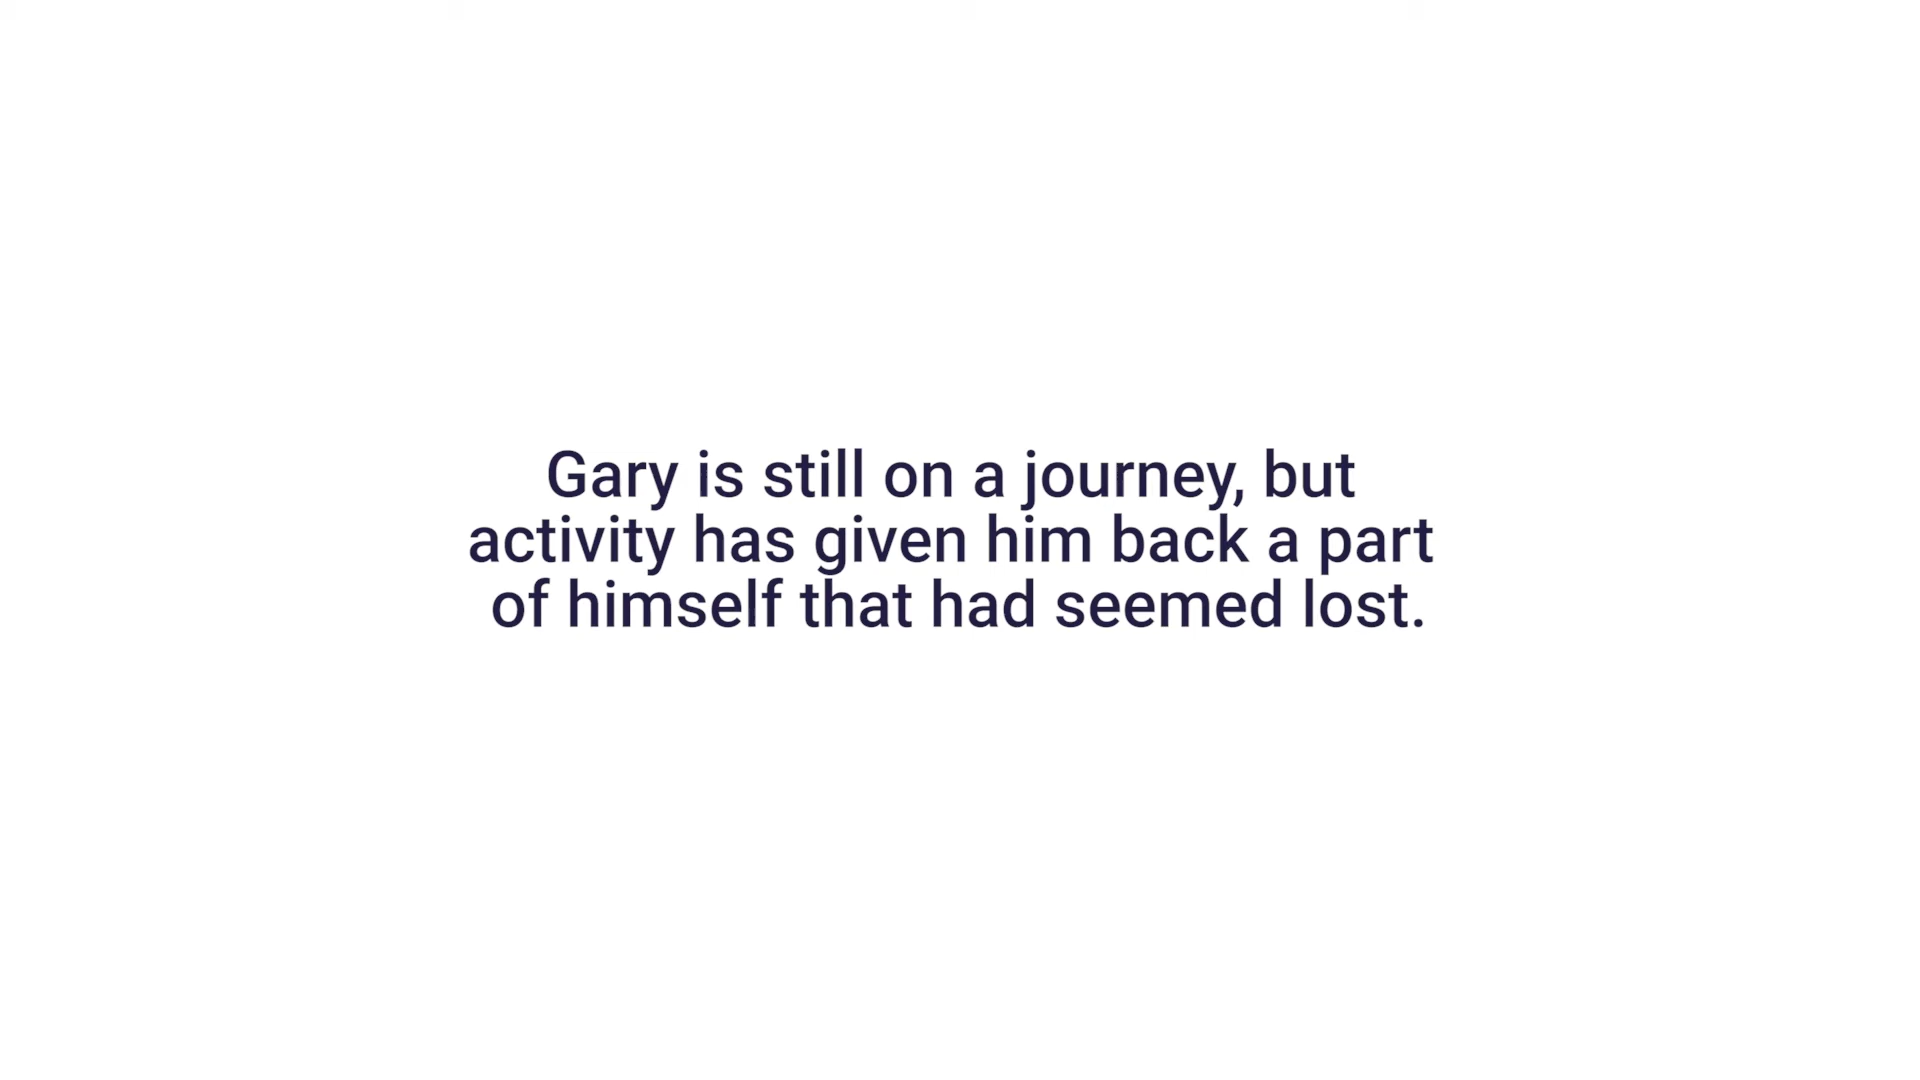 Gary is still on a journey, but
activity has given him back a part
of himself that had seemed lost.